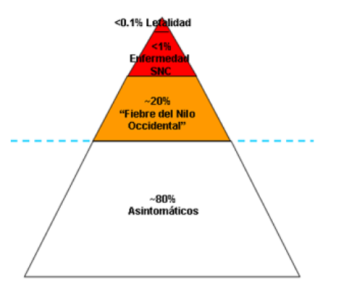 <0.1% Letalidad
<1%
Enfermedad
SNC
~20%
“Fiebre del Nilo
Occidental”
~80%
Asintomáticos